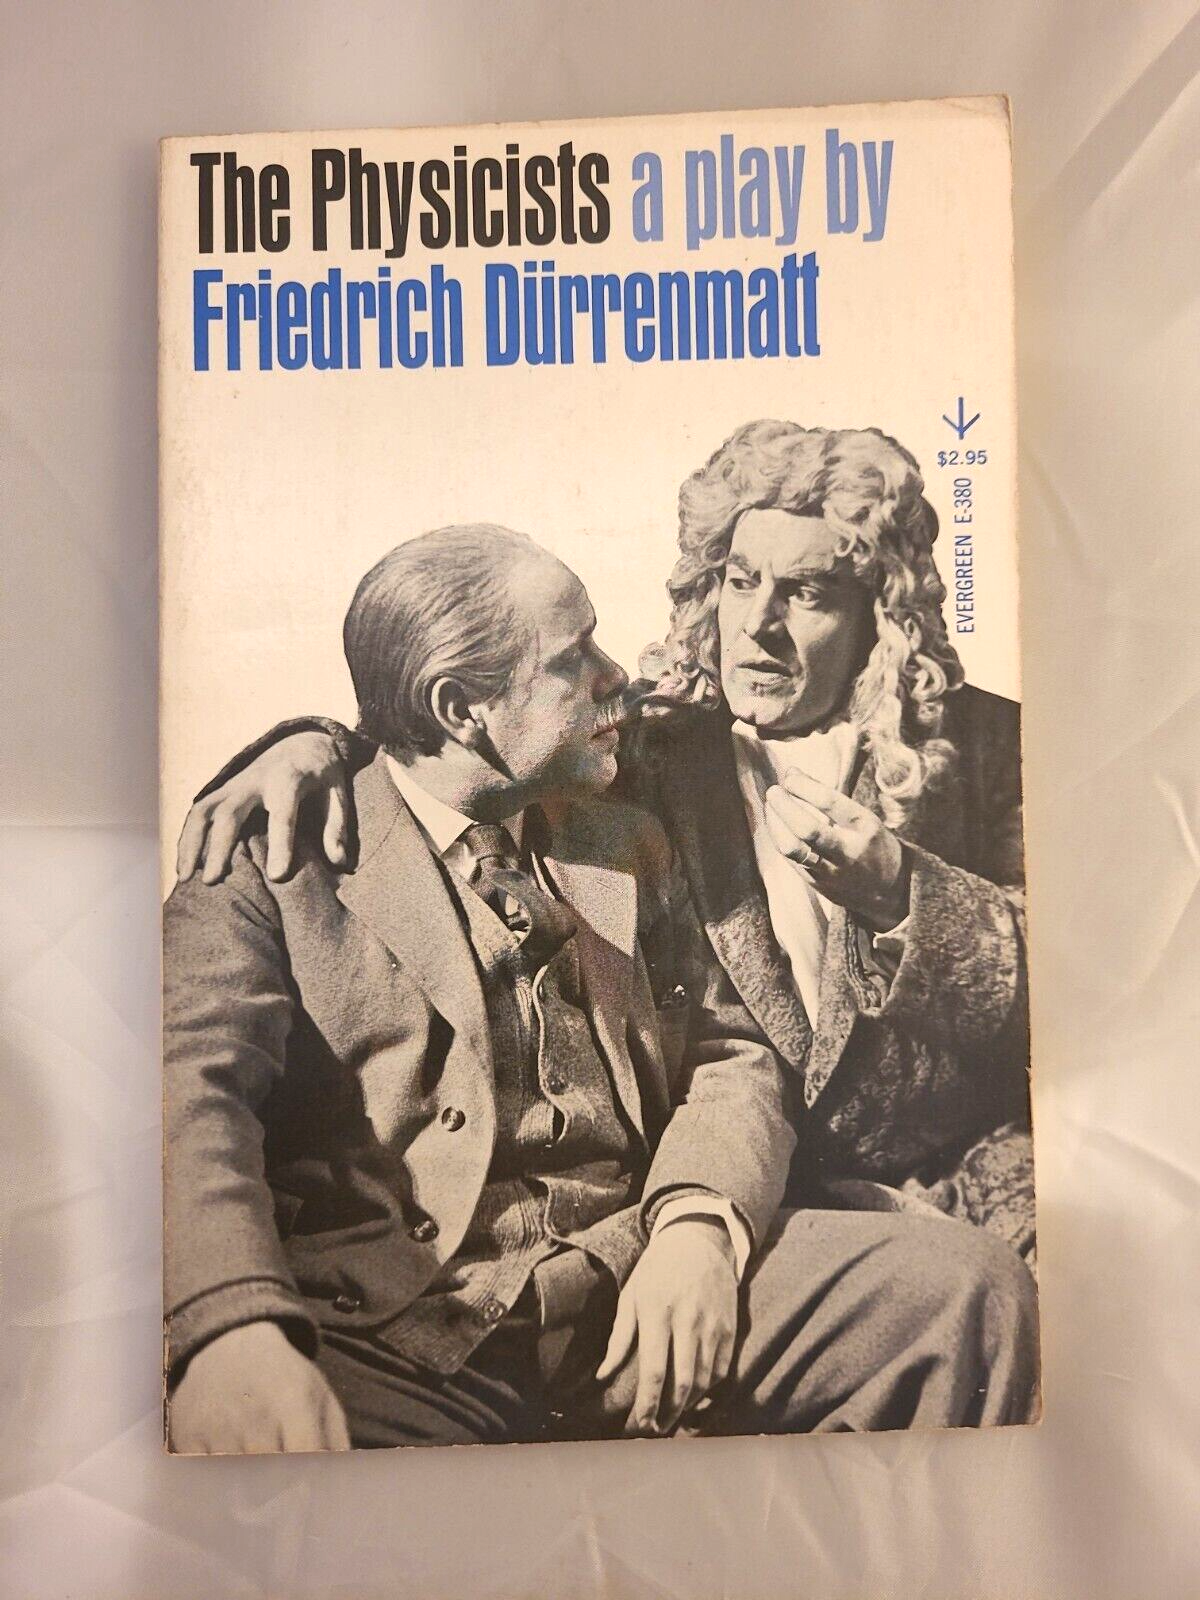 The Physicists a play by
Friedrich Dürrenmatt
$2.95
EVERGREEN E-380